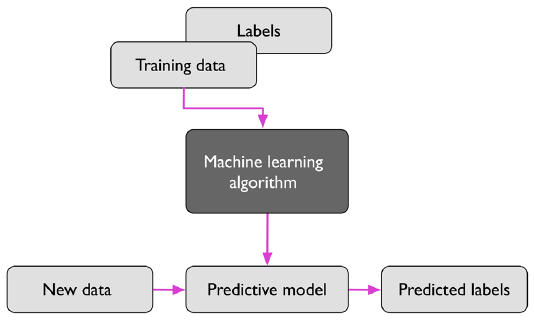 Labels
Training data
Machine learning
algorithm
New data
Predictive model
Predicted labels